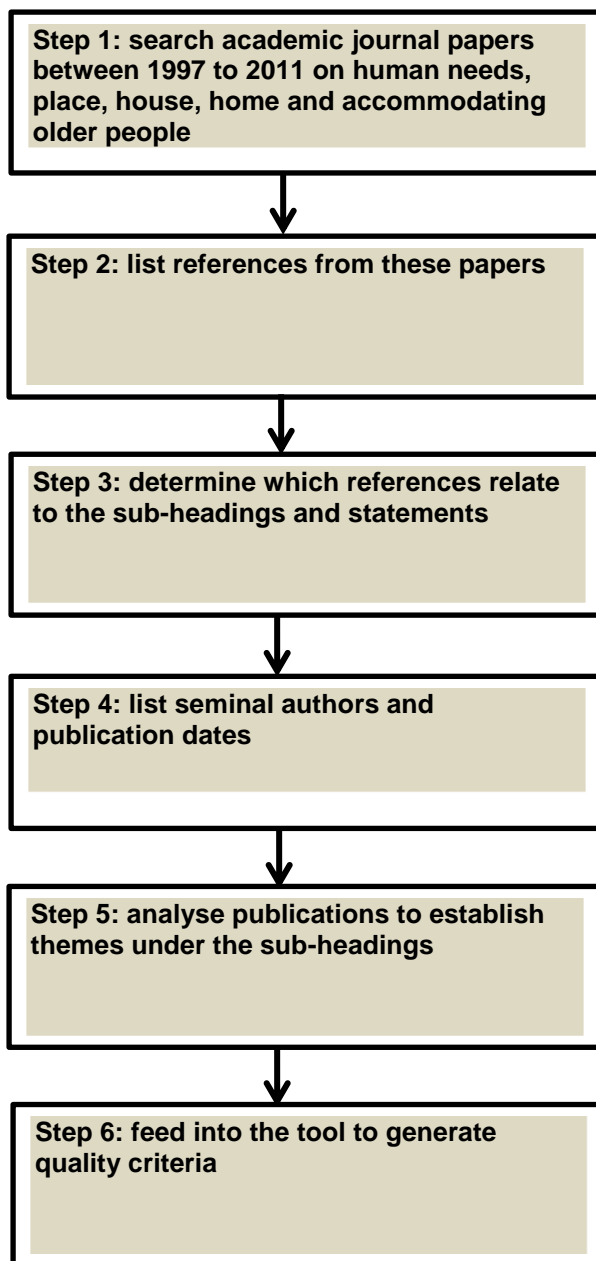 Step 1: search academic journal papers
between 1997 to 2011 on human needs,
place, house, home and accommodating
older people
Step 2: list references from these papers
Step 3: determine which references relate
to the sub-headings and statements
Step 4: list seminal authors and
publication dates
Step 5: analyse publications to establish
themes under the sub-headings
Step 6: feed into the tool to generate
quality criteria